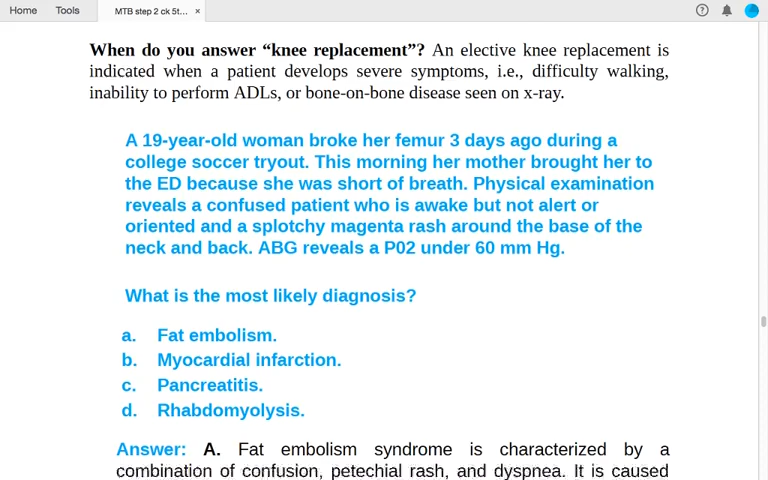 Home Tools MTB step 2 ck 5t... ×
When do you answer “knee replacement”? An elective knee replacement is
indicated when a patient develops severe symptoms, i.e., difficulty walking,
inability to perform ADLs, or bone-on-bone disease seen on x-ray.
A 19-year-old woman broke her femur 3 days ago during a
college soccer tryout. This morning her mother brought her to
the ED because she was short of breath. Physical examination
reveals a confused patient who is awake but not alert or
oriented and a splotchy magenta rash around the base of the
neck and back. ABG reveals a P02 under 60 mm Hg.
What is the most likely diagnosis?
a. Fat embolism.
b. Myocardial infarction.
c. Pancreatitis.
d. Rhabdomyolysis.
Answer: A. Fat embolism syndrome is characterized by a
combination of confusion, petechial rash, and dyspnea. It is caused